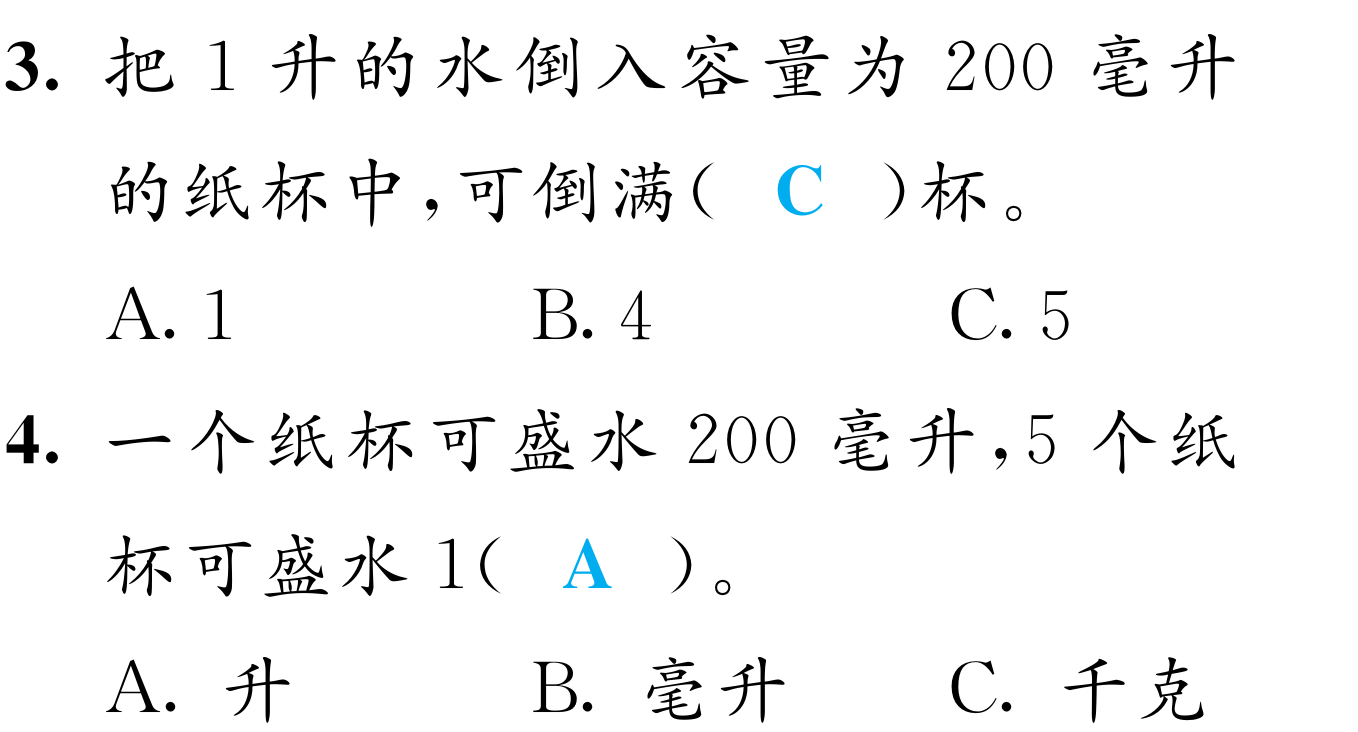 3. 把 1 升的水倒入容量为 200 毫升
的纸杯中,可倒满( C )杯。
A. 1 B. 4 C. 5
4. 一个纸杯可盛水 200 毫升,5 个纸
杯可盛水 1( A )。
A. 升 B. 毫升 C. 千克